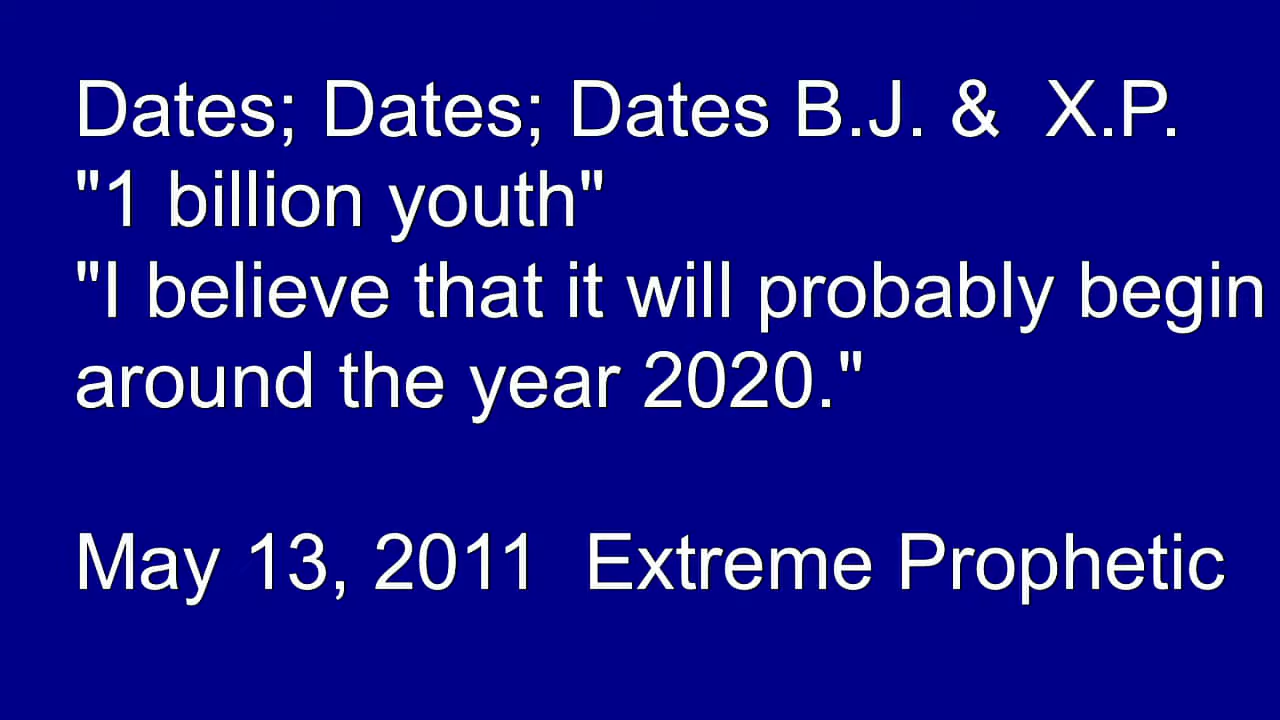 Dates; Dates; Dates B.J. &  X.P.
"1 billion youth"
"I believe that it will probably begin
around the year 2020."
May 13, 2011  Extreme Prophetic